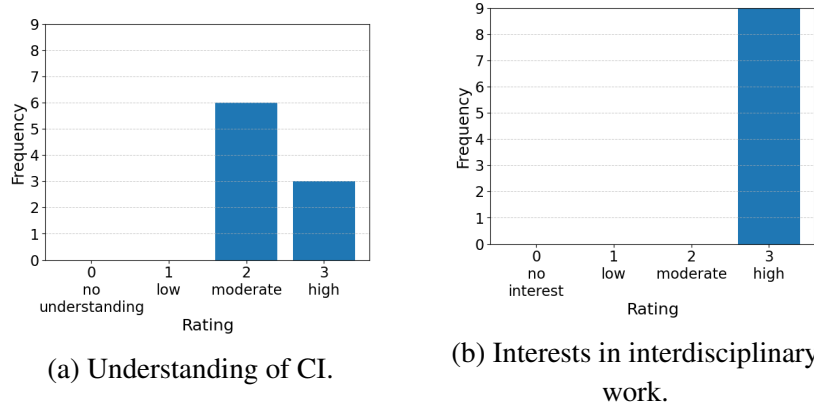 9
8
7
6
5
4
3
2
1
0
Frequency
0 1 2 3
no low moderate high
understanding
Rating
(a) Understanding of CI.
9
8
7
6
5
4
3
2
1
0
Frequency
0 1 2 3
no low moderate high
interest
Rating
(b) Interests in interdisciplinary
work.